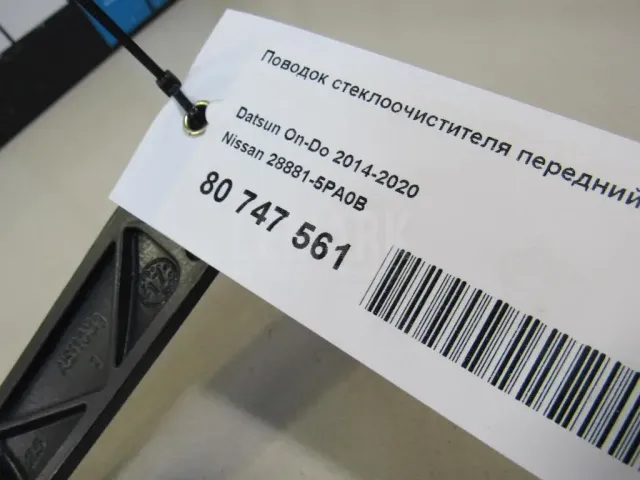 Поводок стеклоочистителя передний
Datsun On-Do 2014-2020
Nissan 28881-5PA0B
80 747 561